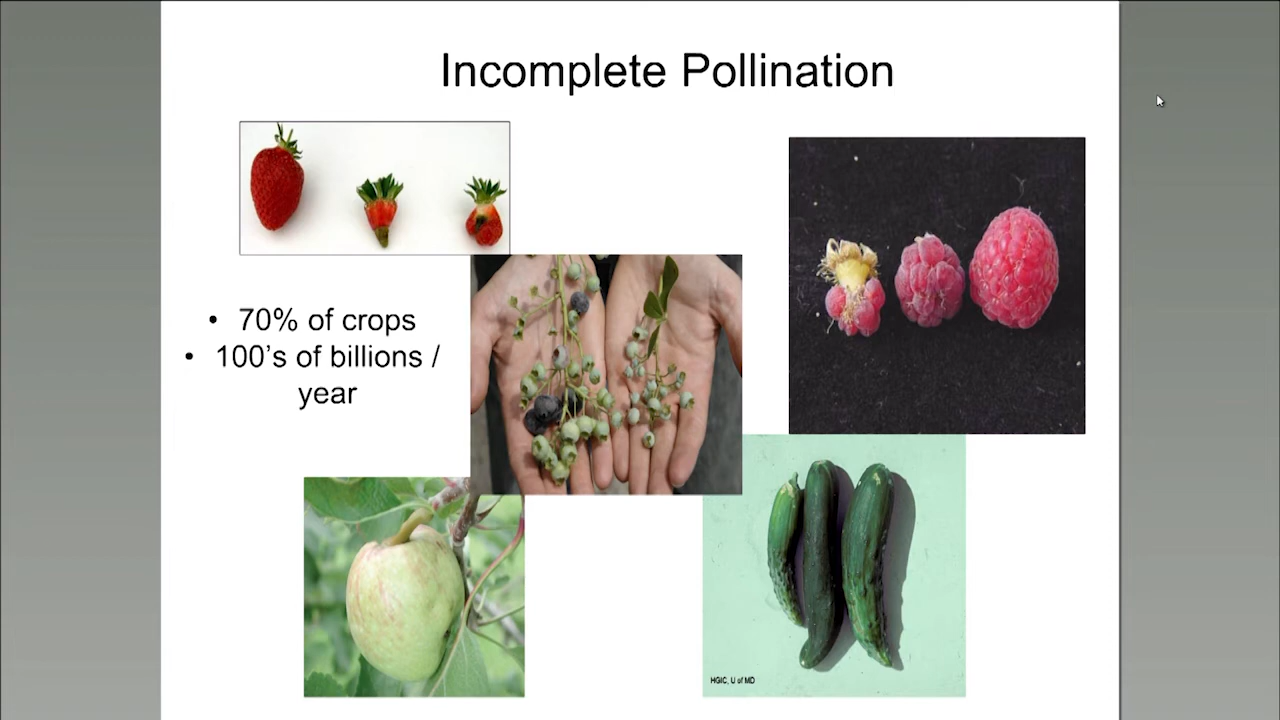 Incomplete Pollination
• 70% of crops
• 100's of billions /
year
HGIC, U of MD